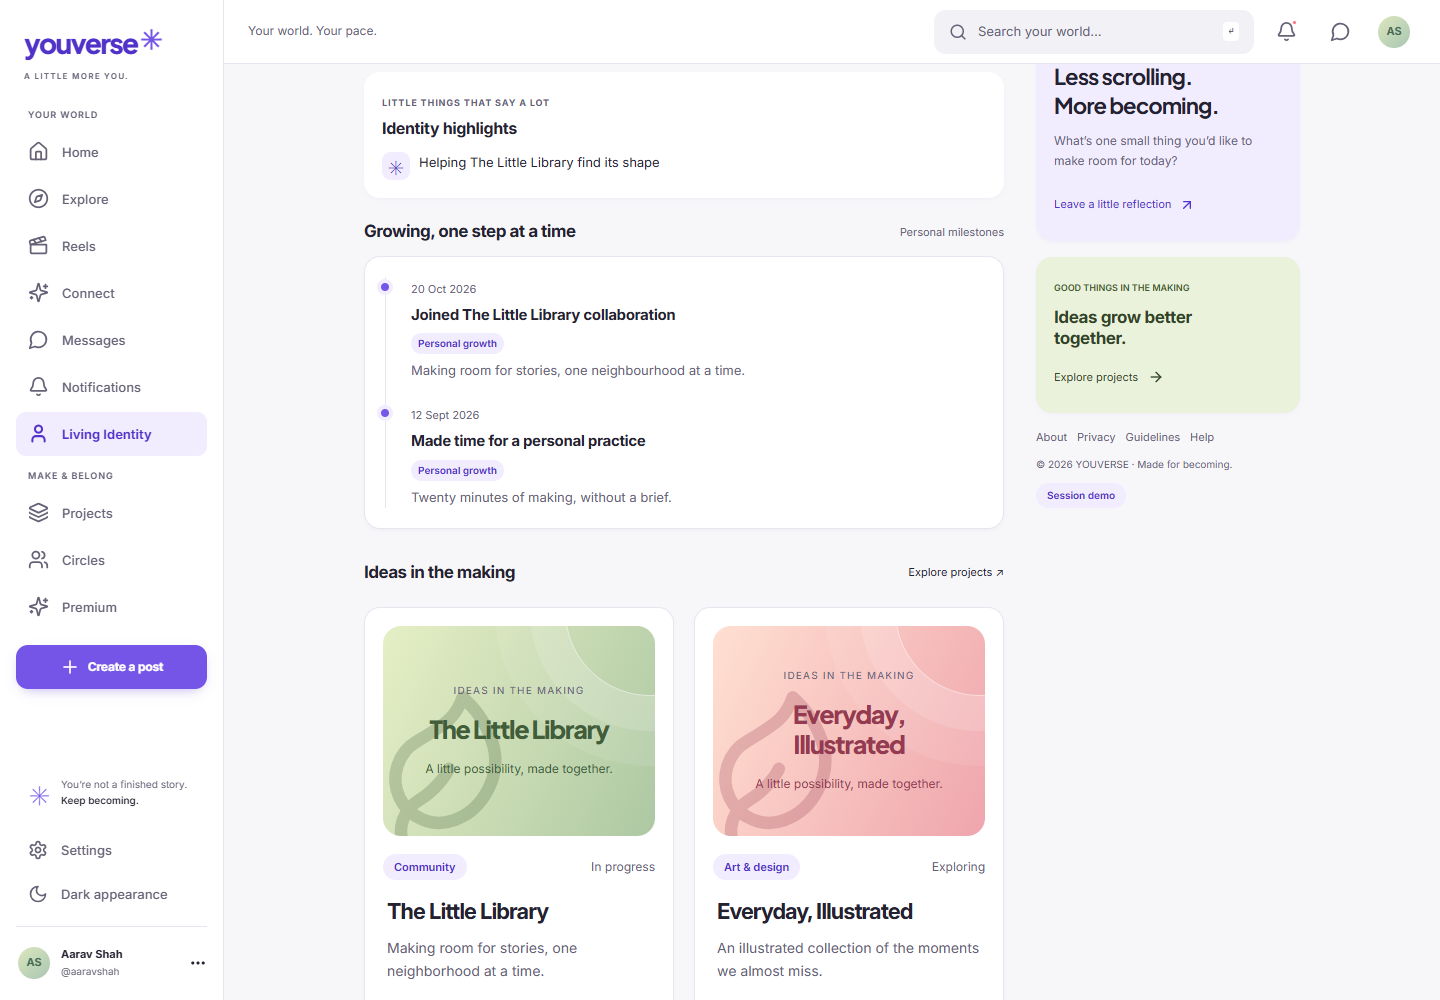 youverse
A LITTLE MORE YOU.
YOUR WORLD
Home
Explore
Reels
Connect
Messages
Notifications
Living Identity
MAKE & BELONG
Projects
Circles
Premium
Create a post
You're not a finished story.
Keep becoming.
Settings
Dark appearance
AS
Aarav Shah
@aaravshah
Your world. Your pace.
Search your world...
AS
LITTLE THINGS THAT SAY A LOT
Identity highlights
Helping The Little Library find its shape
Growing, one step at a time
Personal milestones
20 Oct 2026
Joined The Little Library collaboration
Personal growth
Making room for stories, one neighbourhood at a time.
12 Sept 2026
Made time for a personal practice
Personal growth
Twenty minutes of making, without a brief.
Ideas in the making
Explore projects ↗
IDEAS IN THE MAKING
The Little Library
A little possibility, made together.
Community
In progress
The Little Library
Making room for stories, one
neighborhood at a time.
IDEAS IN THE MAKING
Everyday,
Illustrated
A little possibility, made together.
Art & design
Exploring
Everyday, Illustrated
An illustrated collection of the moments
we almost miss.
Less scrolling.
More becoming.
What's one small thing you'd like to
make room for today?
Leave a little reflection
GOOD THINGS IN THE MAKING
Ideas grow better
together.
Explore projects
About Privacy Guidelines Help
© 2026 YOUVERSE · Made for becoming.
Session demo